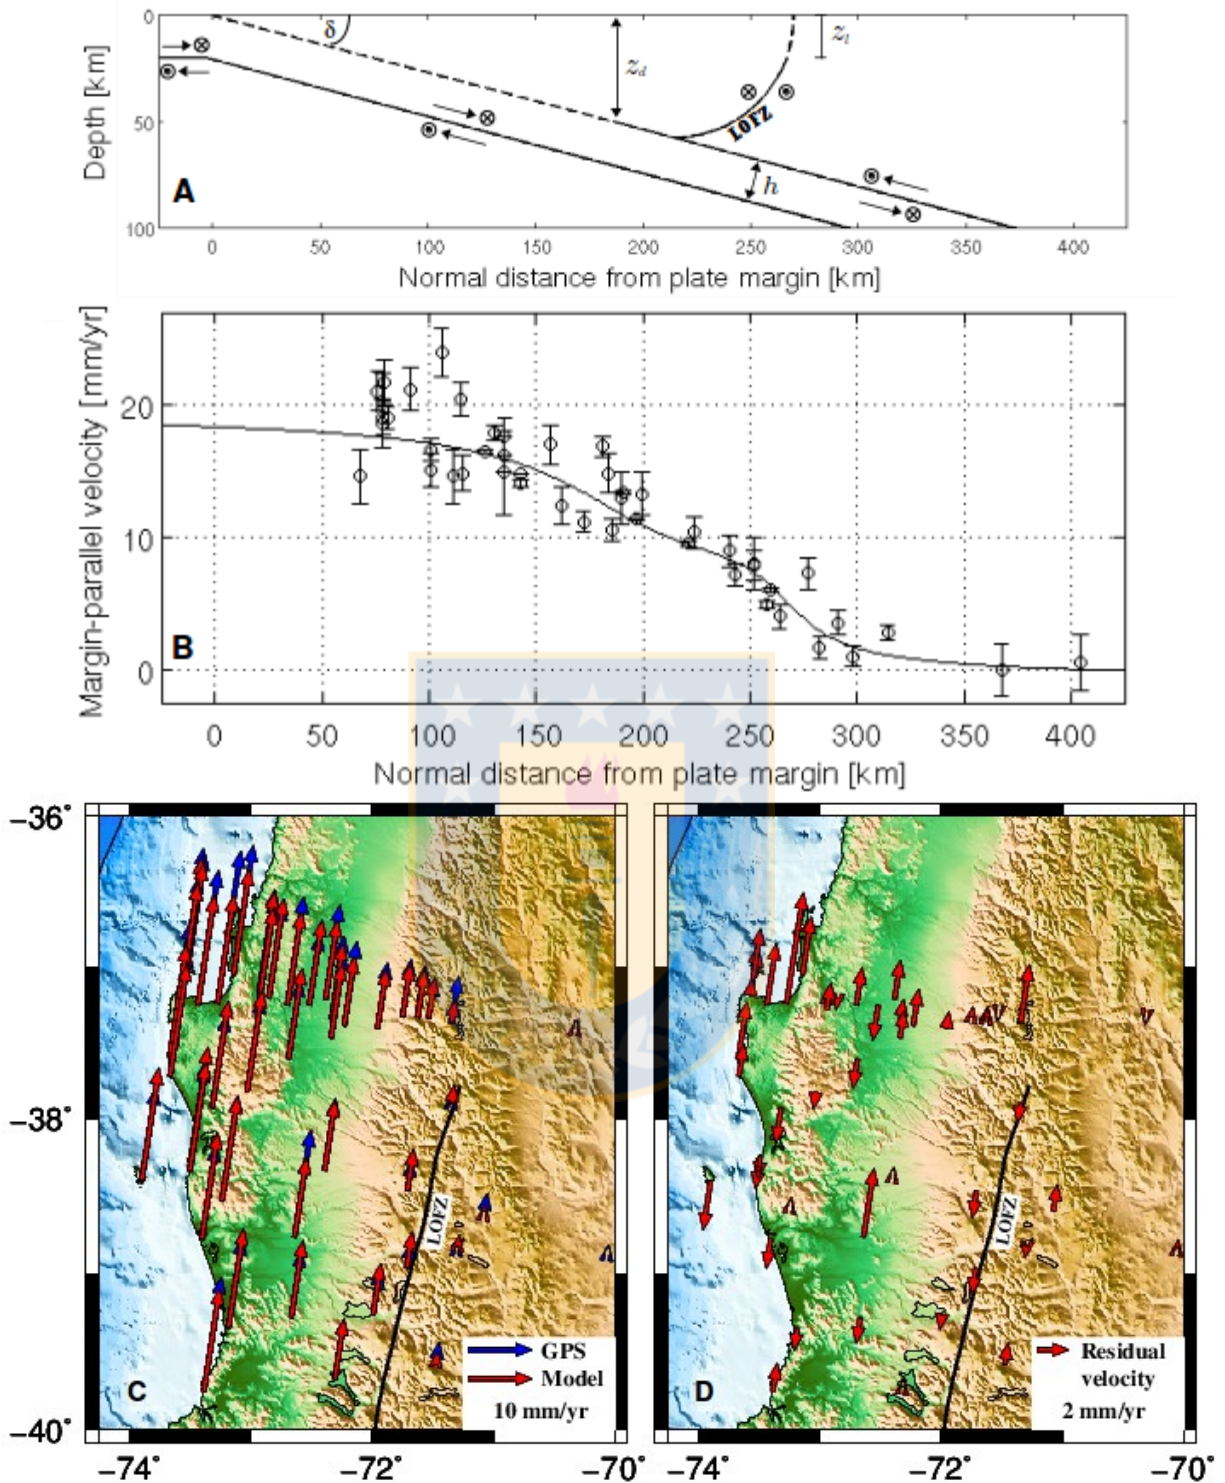 0
50
100
Depth [km]
δ
z_d
z_l
LOFZ
h
A
0 50 100 150 200 250 300 350 400
Normal distance from plate margin [km]
Margin-parallel velocity [mm/yr]
20
10
0
B
0 50 100 150 200 250 300 350 400
Normal distance from plate margin [km]
−36°
−38°
−40°
LOFZ
GPS
Model
10 mm/yr
C
−74° −72° −70°
LOFZ
Residual
velocity
2 mm/yr
D
−74° −72° −70°